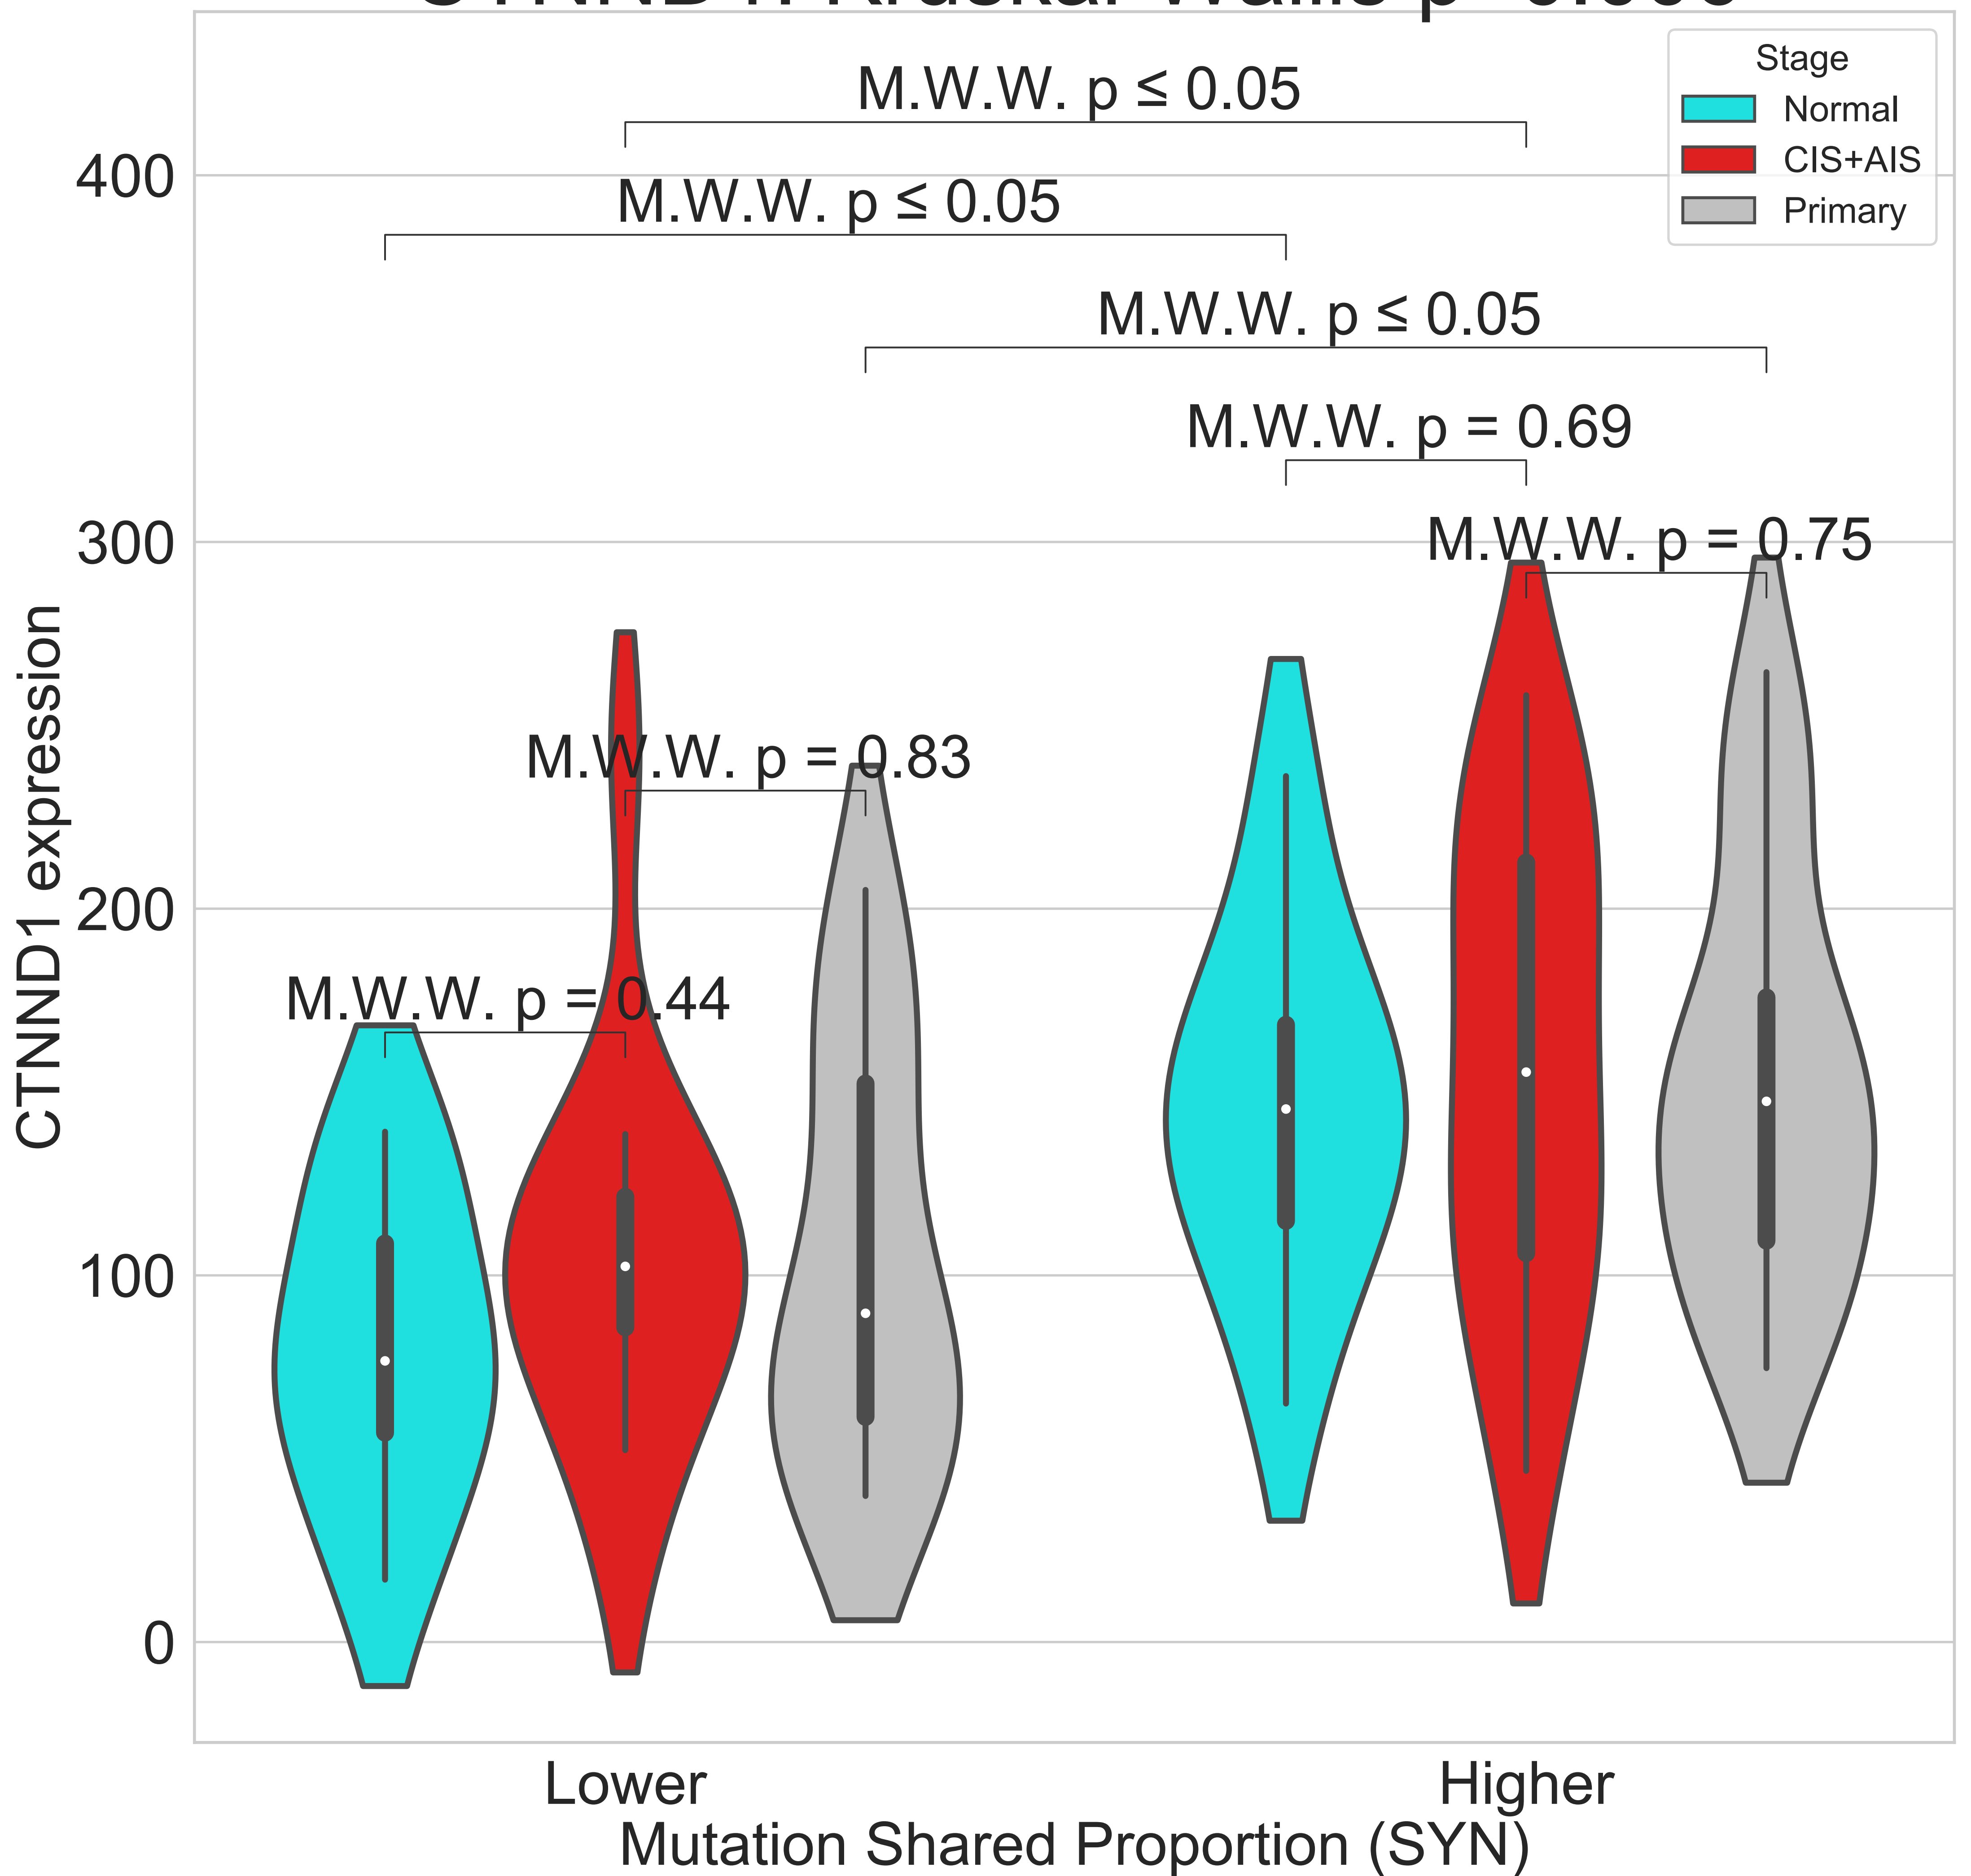 Stage
Normal
CIS+AIS
Primary
M.W.W. p ≤ 0.05
M.W.W. p ≤ 0.05
M.W.W. p ≤ 0.05
M.W.W. p = 0.69
M.W.W. p = 0.75
M.W.W. p = 0.83
M.W.W. p = 0.44
CTNND1 expression
400
300
200
100
0
Lower
Higher
Mutation Shared Proportion (SYN)